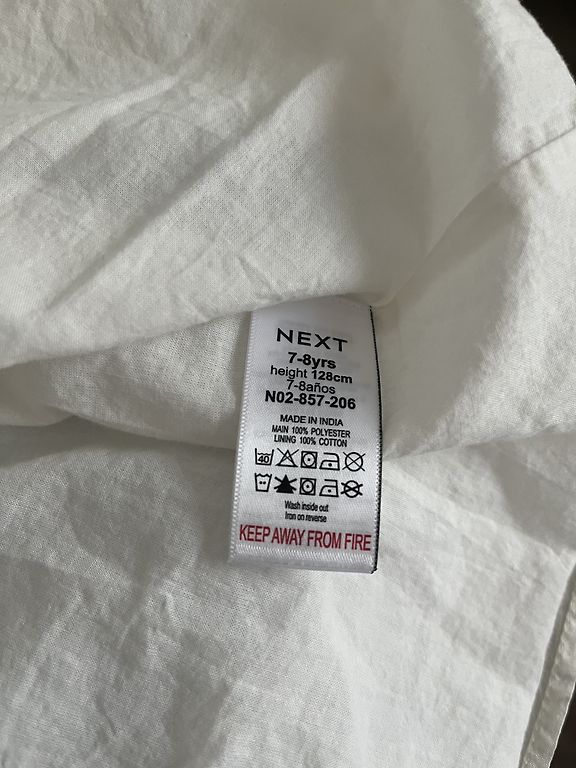 NEXT
7-8yrs
height 128cm
7-8años
N02-857-206
MADE IN INDIA
MAIN 100% POLYESTER
LINING 100% COTTON
40
Wash inside out
Iron on reverse
KEEP AWAY FROM FIRE